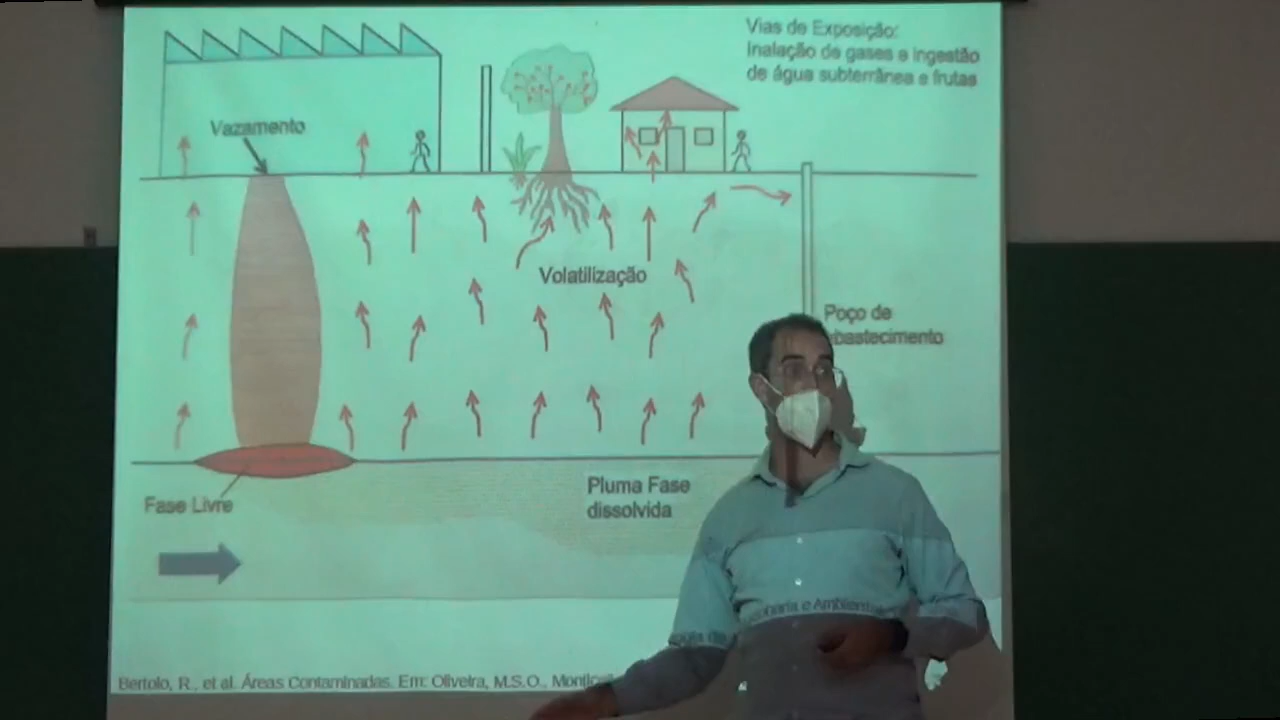 Vias de Exposição:
Inalação de gases e ingestão
de água subterrânea e frutas
Vazamento
Volatilização
Poço de
abastecimento
Pluma Fase
dissolvida
Fase Livre
e Ambiental
Bertolo, R., et al. Áreas Contaminadas. Em: Oliveira, M.S.O.,